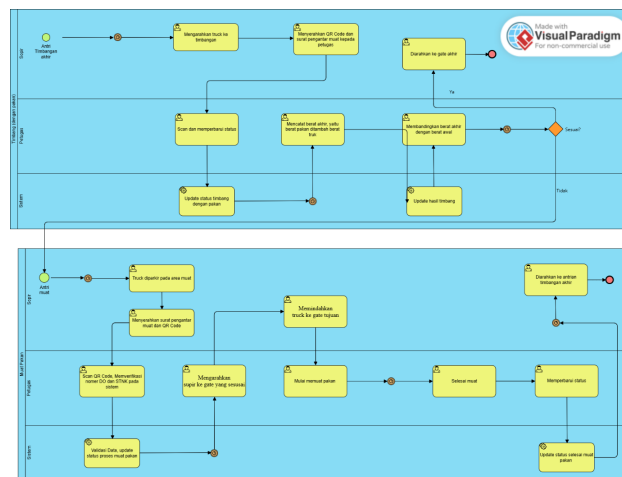 Made with
Visual Paradigm
For non-commercial use
Timbang (dengan pakan)
Supir
Antri
Timbangan
akhir
Mengarahkan truck ke
timbangan
Menyerahkan QR Code dan
surat pengantar muat kepada
petugas
Diarahkan ke gate akhir
Ya
Petugas
Scan dan memperbarui status
Mencatat berat akhir, yaitu
berat pakan ditambah berat
truk
Membandingkan berat akhir
dengan berat awal
Sesuai?
Tidak
Sistem
Update status timbang
dengan pakan
Update hasil timbang
Muat Pakan
Supir
Antri
muat
Truck diparkir pada area muat
Menyerahkan surat pengantar
muat dan QR Code
Memindahkan
truck ke gate tujuan
Diarahkan ke antrian
timbangan akhir
Petugas
Scan QR Code, Memverifikasi
nomer DO dan STNK pada
sistem
Mengarahkan
supir ke gate yang sesuai
Mulai memuat pakan
Selesai muat
Memperbarui status
Sistem
Validasi Data, update
status proses muat pakan
Update status selesai muat
pakan